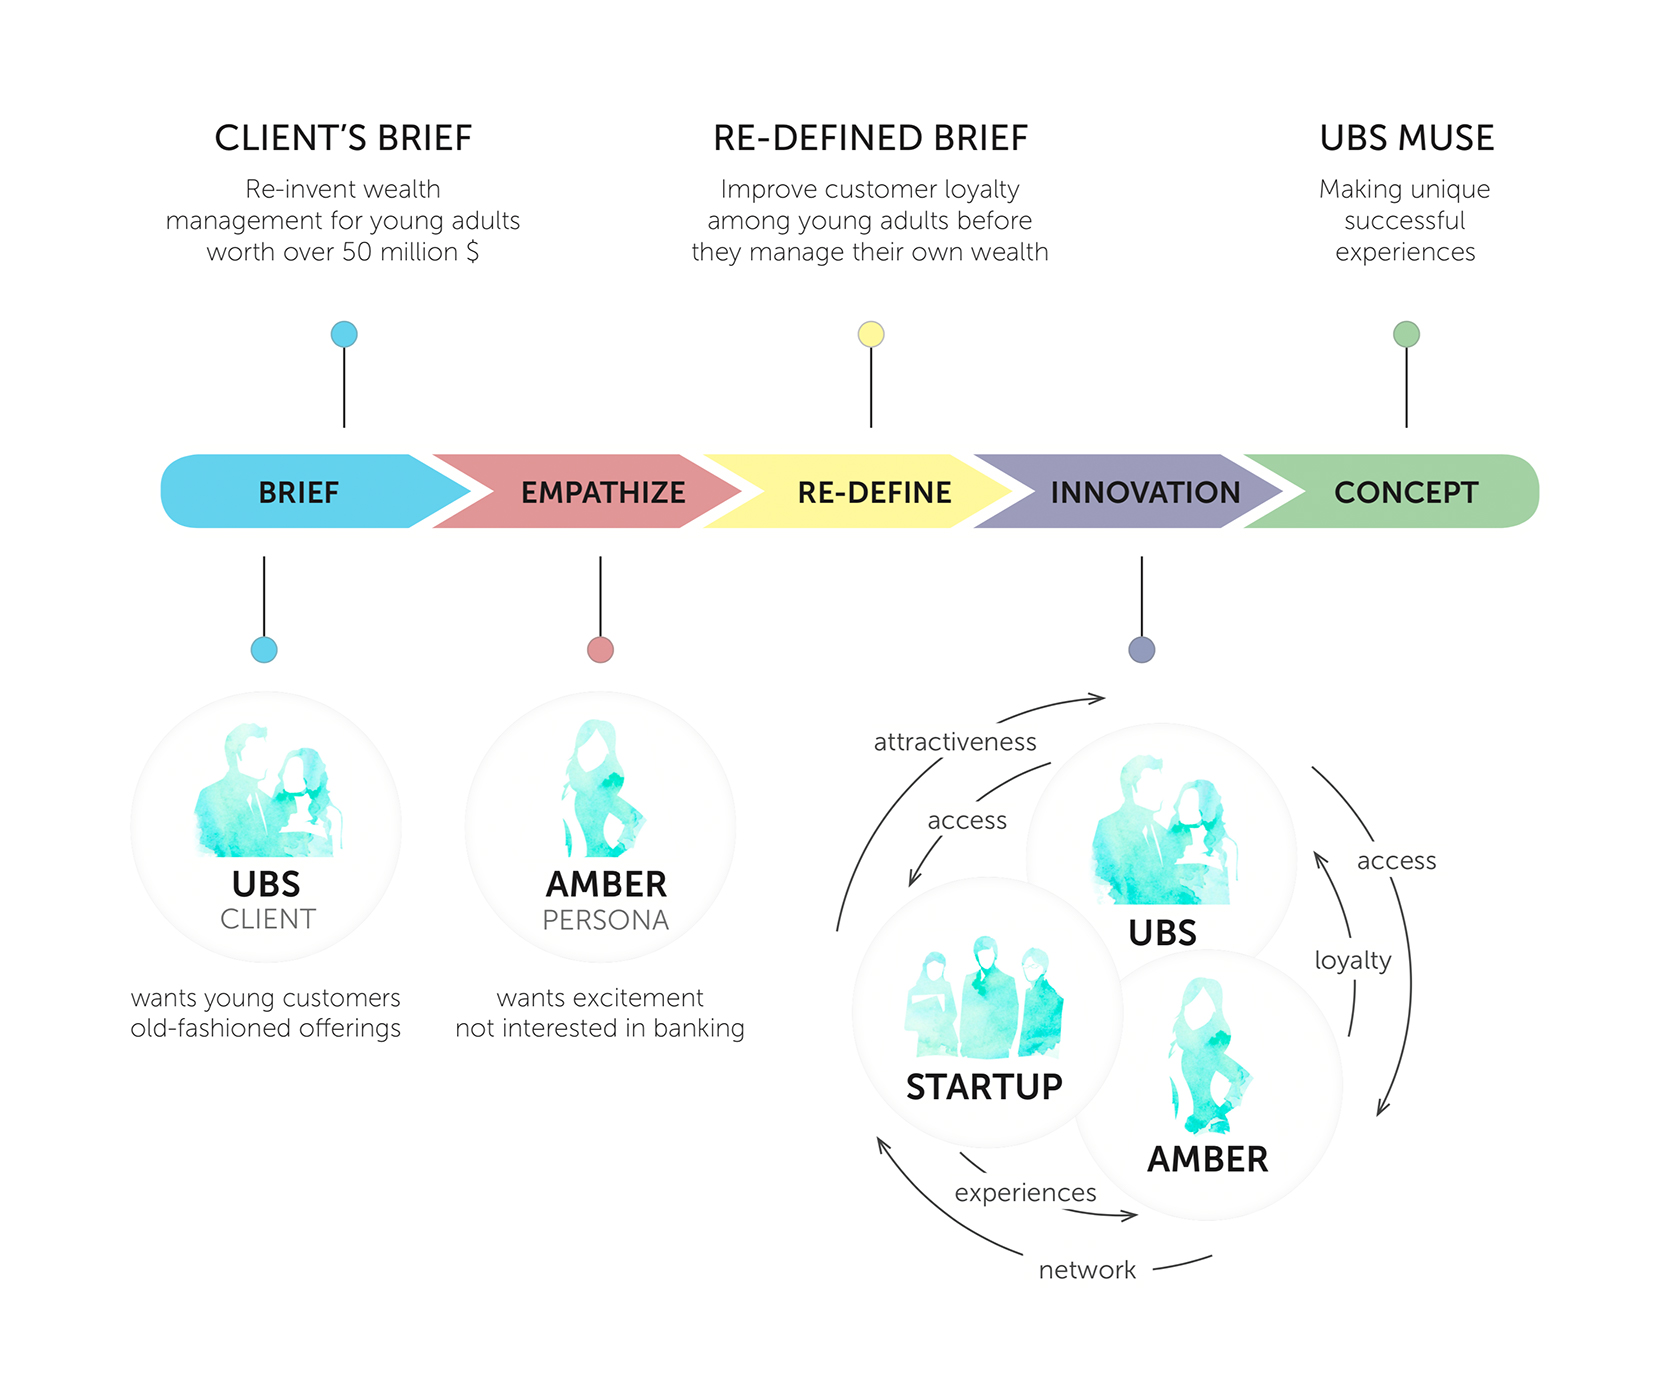 CLIENT’S BRIEF
Re-invent wealth
management for young adults
worth over 50 million $
RE-DEFINED BRIEF
Improve customer loyalty
among young adults before
they manage their own wealth
UBS MUSE
Making unique
successful
experiences
BRIEF
EMPATHIZE
RE-DEFINE
INNOVATION
CONCEPT
UBS
CLIENT
wants young customers
old-fashioned offerings
AMBER
PERSONA
wants excitement
not interested in banking
attractiveness
access
UBS
access
loyalty
STARTUP
AMBER
experiences
network